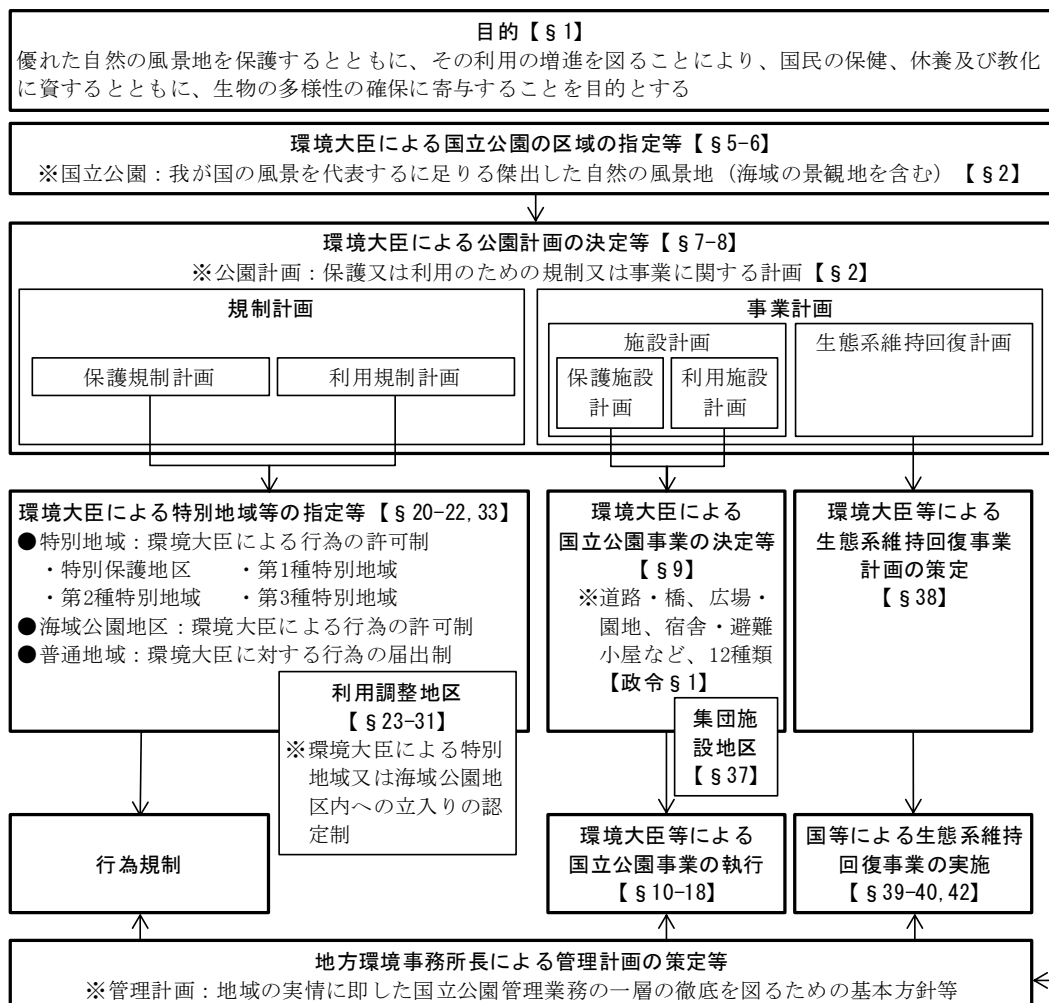 目的【§1】
優れた自然の風景地を保護するとともに、その利用の増進を図ることにより、国民の保健、休養及び教化
に資するとともに、生物の多様性の確保に寄与することを目的とする
環境大臣による国立公園の区域の指定等【§5-6】
※国立公園：我が国の風景を代表するに足りる傑出した自然の風景地（海域の景観地を含む）【§2】
環境大臣による公園計画の決定等【§7-8】
※公園計画：保護又は利用のための規制又は事業に関する計画【§2】
規制計画
保護規制計画
利用規制計画
事業計画
施設計画
保護施設
計画
利用施設
計画
生態系維持回復計画
環境大臣による特別地域等の指定等【§20-22,33】
●特別地域：環境大臣による行為の許可制
・特別保護地区　・第1種特別地域
・第2種特別地域　・第3種特別地域
●海域公園地区：環境大臣による行為の許可制
●普通地域：環境大臣に対する行為の届出制
利用調整地区
【§23-31】
※環境大臣による特別
地域又は海域公園地
区内への立入りの認
定制
環境大臣による
国立公園事業の決定等
【§9】
※道路・橋、広場・
園地、宿舎・避難
小屋など、12種類
【政令§1】
集団施
設地区
【§37】
環境大臣等による
生態系維持回復事業
計画の策定
【§38】
行為規制
環境大臣等による
国立公園事業の執行
【§10-18】
国等による生態系維持
回復事業の実施
【§39-40,42】
地方環境事務所長による管理計画の策定等
※管理計画：地域の実情に即した国立公園管理業務の一層の徹底を図るための基本方針等